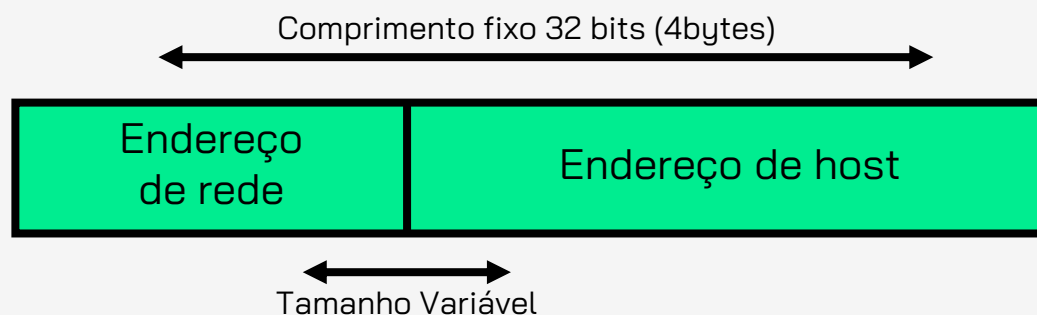 Comprimento fixo 32 bits (4bytes)
Endereço
de rede
Endereço de host
Tamanho Variável